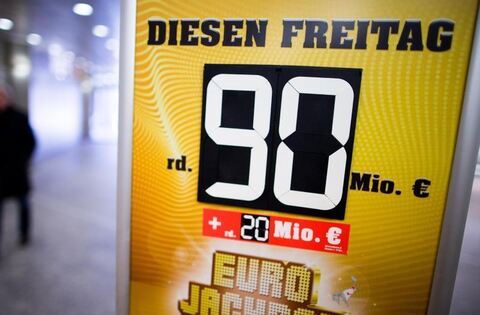 DIESEN FREITAG
rd. 90 Mio. €
+ rd. 20 Mio. €
EURO
JACKPOT